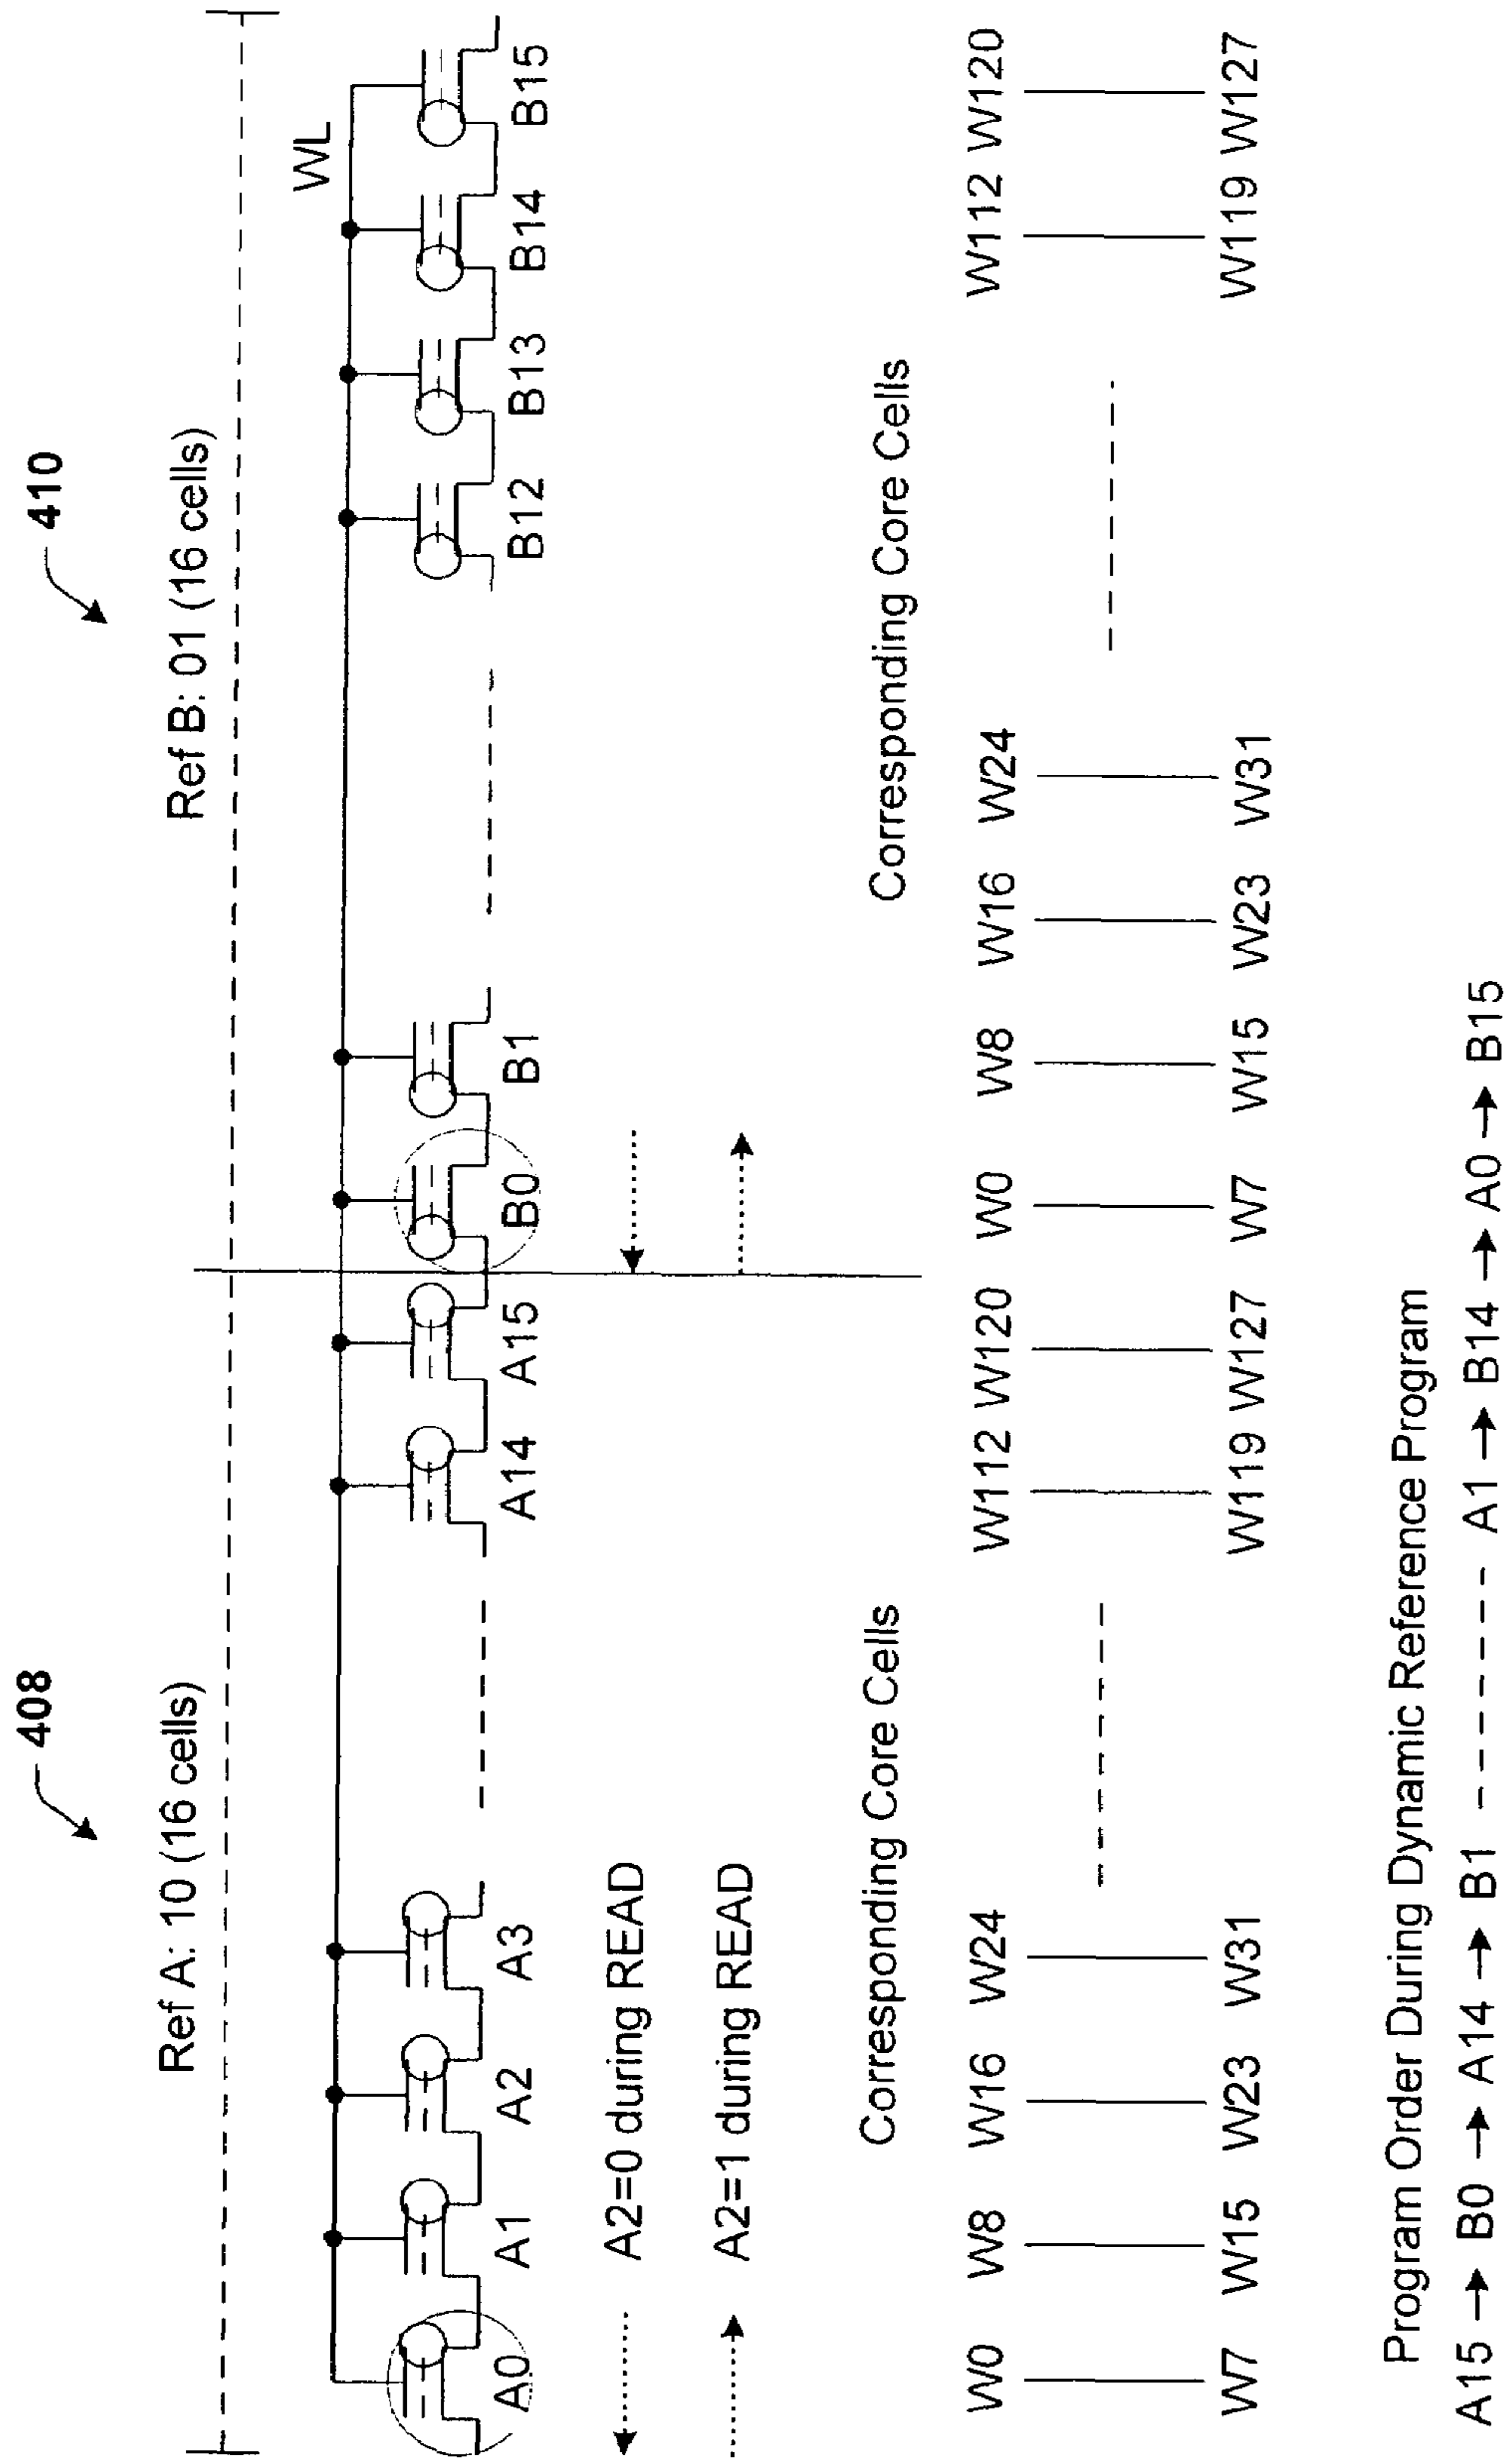 408
410
Ref A: 10 (16 cells)
Ref B: 01 (16 cells)
WL
A0 A1 A2 A3 A14 A15 B0 B1 B12 B13 B14 B15
A2=0 during READ
A2=1 during READ
Corresponding Core Cells
Corresponding Core Cells
W0 W8 W16 W24 W112 W120 W0 W8 W16 W24 W112 W120
W7 W15 W23 W31 W119 W127 W7 W15 W23 W31 W119 W127
Program Order During Dynamic Reference Program
A15 → B0 → A14 → B1 ------ A1 → B14 → A0 → B15